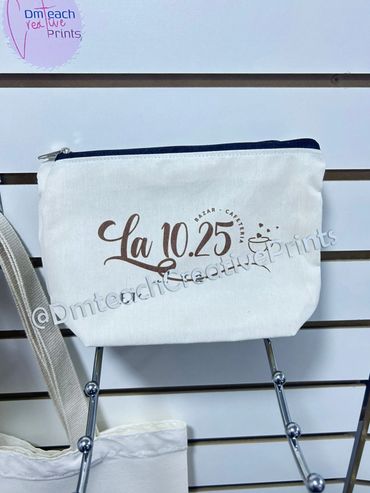 Dmteach
Creative
Prints
La 10.25
BAZAR - CAFETERIA
@DmteachCreativePrints